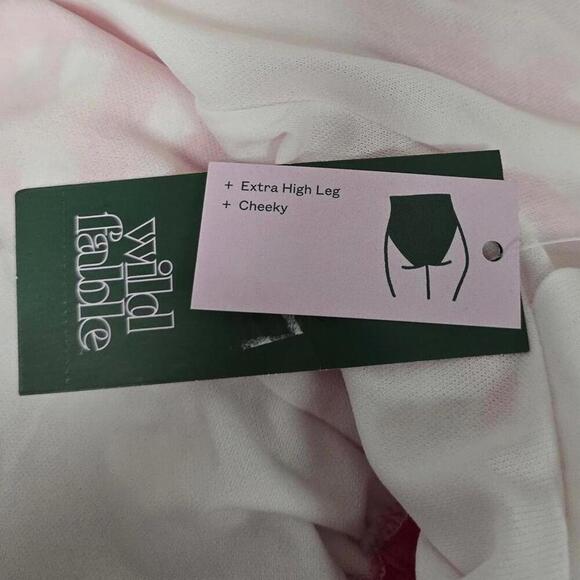 wild
fable
+ Extra High Leg
+ Cheeky